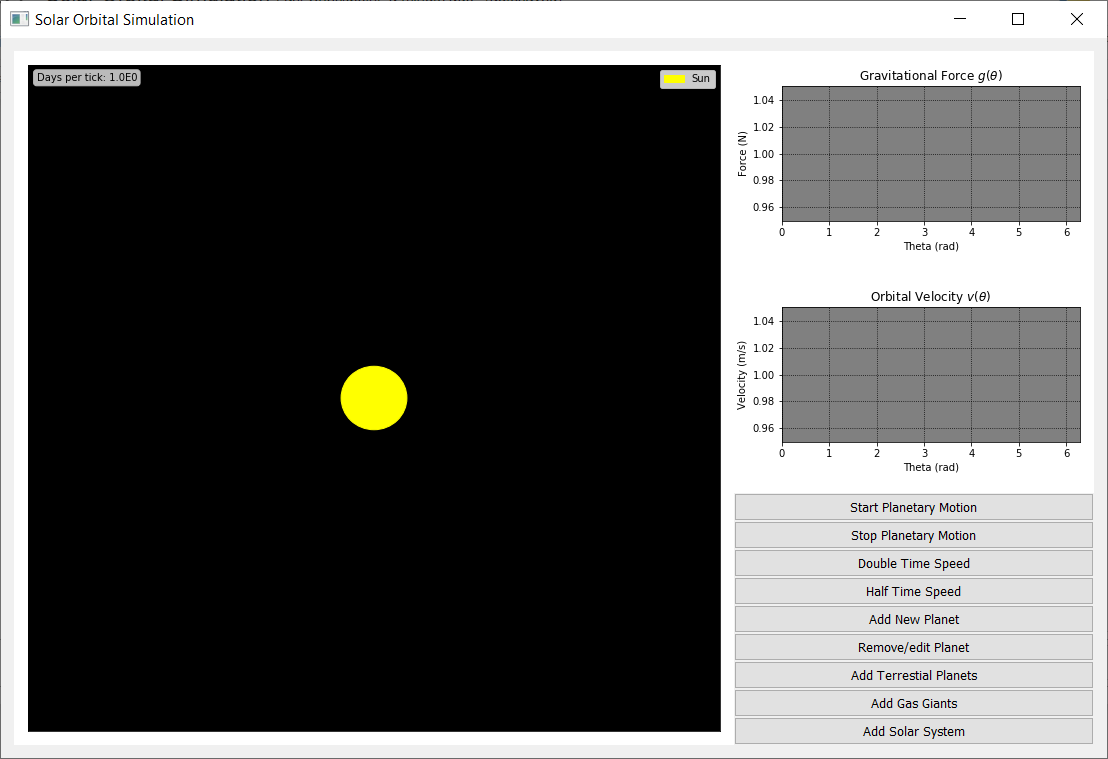 Solar Orbital Simulation
Days per tick: 1.0E0
Sun
Gravitational Force g(θ)
Force (N)
1.04
1.02
1.00
0.98
0.96
0 1 2 3 4 5 6
Theta (rad)
Orbital Velocity v(θ)
Velocity (m/s)
1.04
1.02
1.00
0.98
0.96
0 1 2 3 4 5 6
Theta (rad)
Start Planetary Motion
Stop Planetary Motion
Double Time Speed
Half Time Speed
Add New Planet
Remove/edit Planet
Add Terrestial Planets
Add Gas Giants
Add Solar System